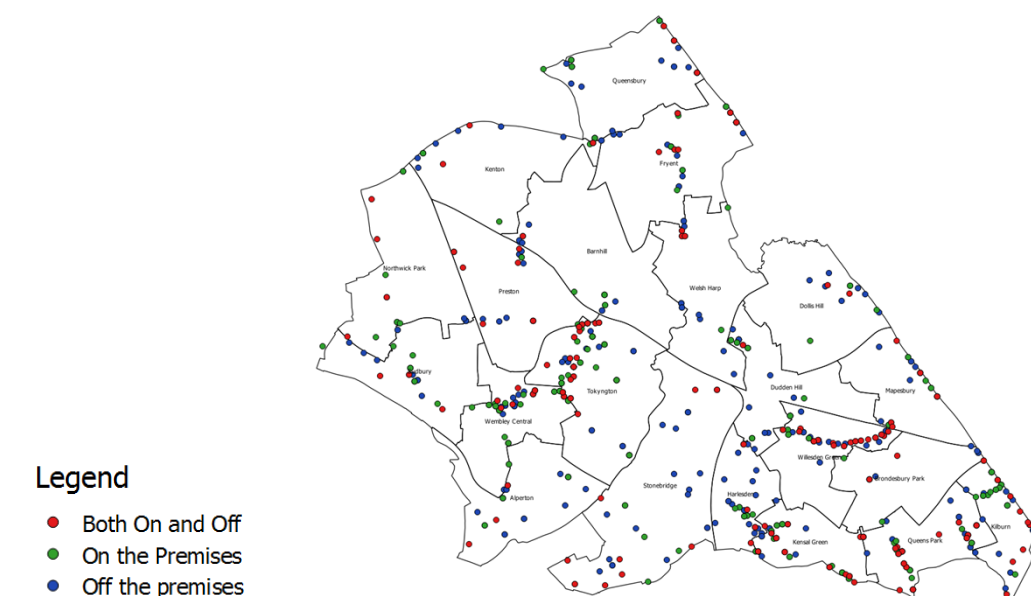 Queensbury
Fryent
Kenton
Barnhill
Northwick Park
Welsh Harp
Preston
Dollis Hill
Tokyngton
Dudden Hill
Mapesbury
Wembley Central
Willesden Green
Brondesbury Park
Stonebridge
Harlesden
Alperton
Kensal Green
Queens Park
Kilburn
Legend
Both On and Off
On the Premises
Off the premises